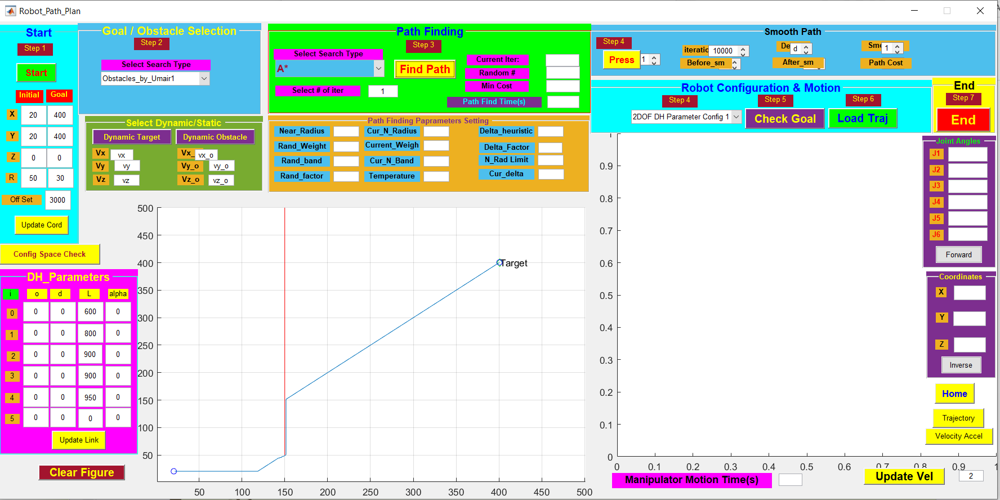 Robot_Path_Plan
Start
Step 1
Start
Initial Goal
X 20 400
Y 20 400
Z 0 0
R 50 30
Off Set 3000
Update Cord
Config Space Check
Goal / Obstacle Selection
Step 2
Select Search Type
Obstacles_by_Umair1
Select Dynamic/Static
Dynamic Target Dynamic Obstacle
Vx vx Vx_ vx_o
Vy vy Vy_o vy_o
Vz vz Vz_o vz_o
Path Finding
Step 3
Select Search Type
A*
Find Path
Select # of iter 1
Current Iter:
Random #
Min Cost
Path Find Time(s)
Path Finding Paprameters Setting
Near_Radius Cur_N_Radius Delta_heuristic
Rand_Weight Current_Weigh Delta_Factor
Rand_band Cur_N_Band N_Rad Limit
Rand_factor Temperature Cur_delta
Smooth Path
Step 4
Press 1
iteratic 10000 De d Smo 1
Before_sm After_sm Path Cost
Robot Configuration & Motion
Step 4 Step 5 Step 6
2DOF DH Parameter Config 1 Check Goal Load Traj
End
Step 7
End
DH_Parameters
i o d L alpha
0 0 0 600 0
1 0 0 800 0
2 0 0 900 0
3 0 0 900 0
4 0 0 950 0
5 0 0 0 0
Update Link
Clear Figure
500
450
400
350
300
250
200
150
100
50
Target
50 100 150 200 250 300 350 400 450 500
1
0.9
0.8
0.7
0.6
0.5
0.4
0.3
0.2
0.1
0
0 0.1 0.2 0.3 0.4 0.5 0.6 0.7 0.8 0.9 1
Manipulator Motion Time(s)
Update Vel 2
Joint Angles
J1
J2
J3
J4
J5
J6
Forward
Coordinates
X
Y
Z
Inverse
Home
Trajectory
Velocity Accel